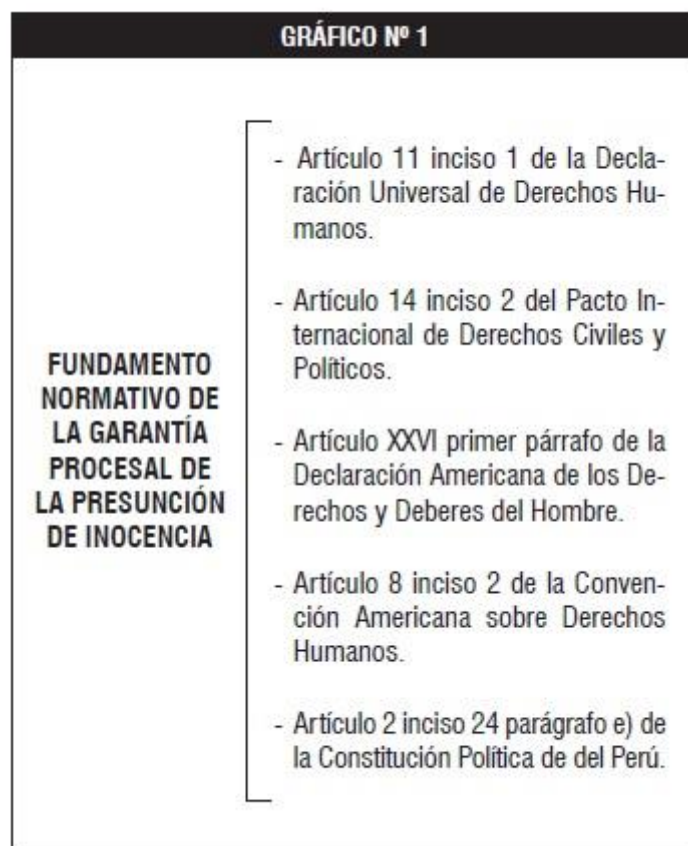 GRÁFICO Nº 1
FUNDAMENTO
NORMATIVO DE
LA GARANTÍA
PROCESAL DE
LA PRESUNCIÓN
DE INOCENCIA
- Artículo 11 inciso 1 de la Decla-
ración Universal de Derechos Hu-
manos.
- Artículo 14 inciso 2 del Pacto In-
ternacional de Derechos Civiles y
Políticos.
- Artículo XXVI primer párrafo de la
Declaración Americana de los De-
rechos y Deberes del Hombre.
- Artículo 8 inciso 2 de la Conven-
ción Americana sobre Derechos
Humanos.
- Artículo 2 inciso 24 parágrafo e) de
la Constitución Política de del Perú.